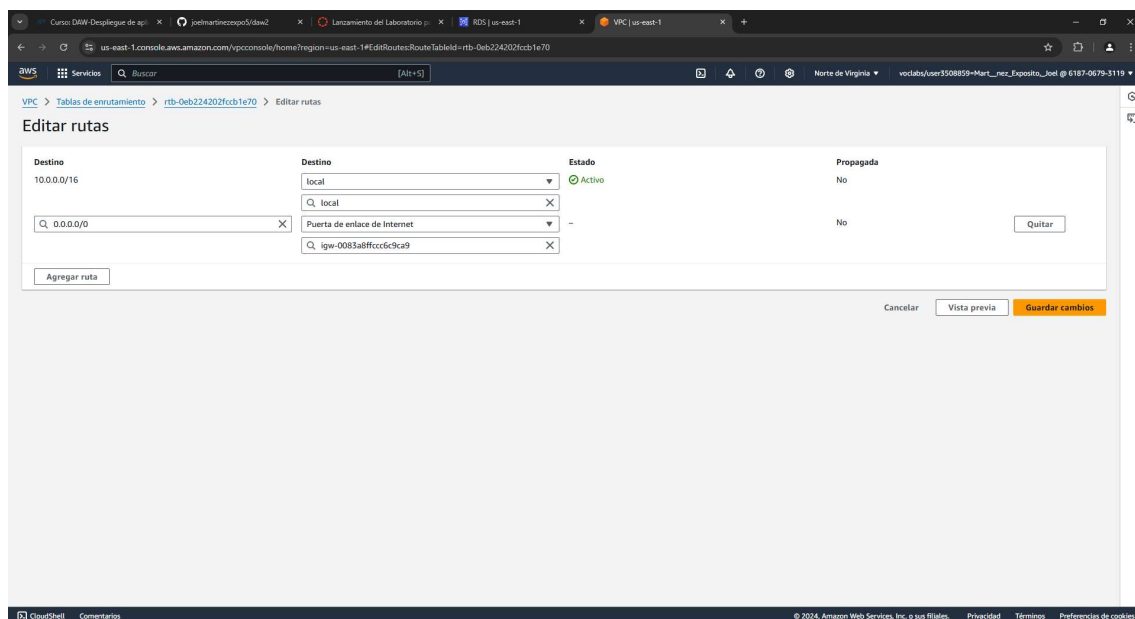 Curso: DAW-Despliegue de apli
joelmartinezexpo5/daw2
Lanzamiento del Laboratorio pa
RDS | us-east-1
VPC | us-east-1
us-east-1.console.aws.amazon.com/vpcconsole/home?region=us-east-1#EditRoutes:RouteTableId=rtb-0eb224202fccb1e70
aws Servicios Buscar [Alt+S] Norte de Virginia voclabs/user3508859=Mart__nez_Exposito,_Joel @ 6187-0679-3119
VPC > Tablas de enrutamiento > rtb-0eb224202fccb1e70 > Editar rutas
Editar rutas
Destino Destino Estado Propagada
10.0.0.0/16 local Activo No
local
0.0.0.0/0 Puerta de enlace de Internet – No Quitar
igw-0083a8ffccc6c9ca9
Agregar ruta
Cancelar Vista previa Guardar cambios
CloudShell Comentarios © 2024, Amazon Web Services, Inc. o sus filiales. Privacidad Términos Preferencias de cookies